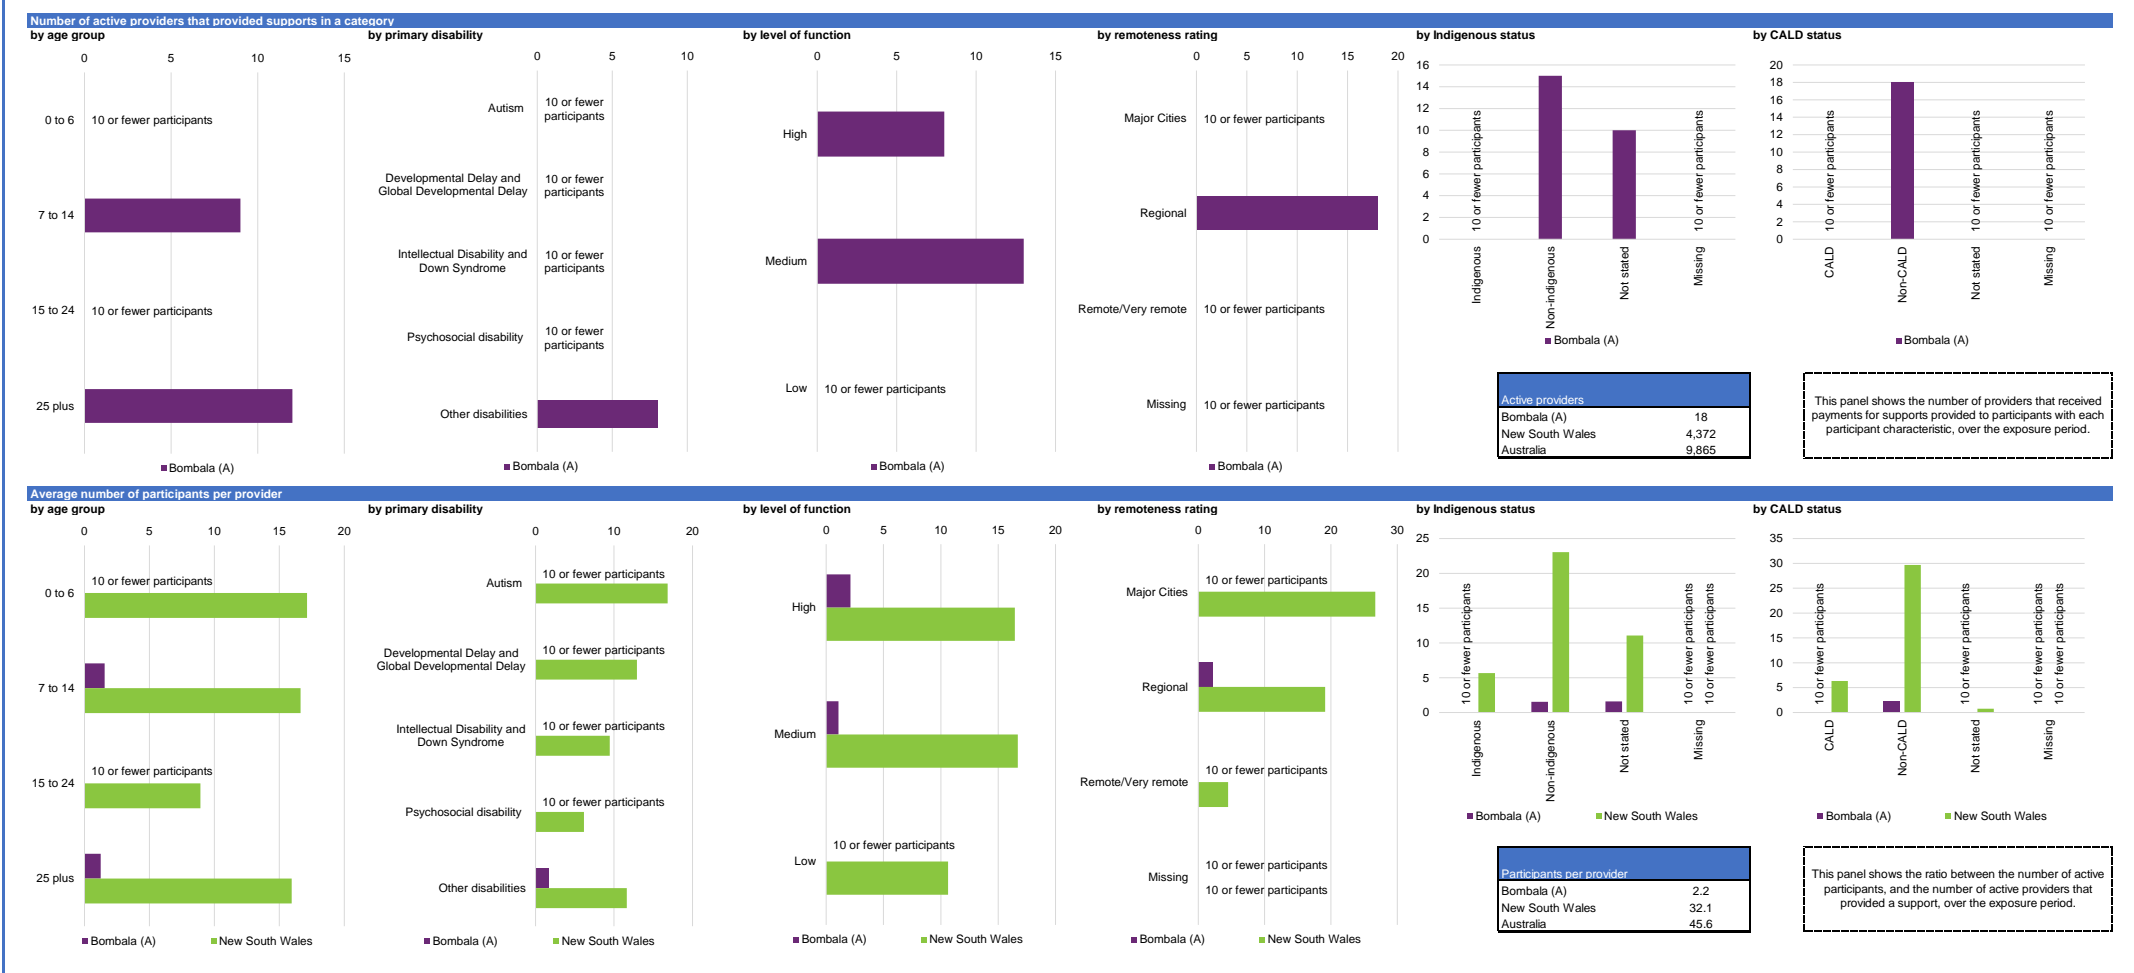 Number of active providers that provided supports in a category
by age group
0 5 10 15
0 to 6
10 or fewer participants
7 to 14
15 to 24
10 or fewer participants
25 plus
Bombala (A)
by primary disability
0 5 10
Autism
10 or fewer
participants
Developmental Delay and
Global Developmental Delay
10 or fewer
participants
Intellectual Disability and
Down Syndrome
10 or fewer
participants
Psychosocial disability
10 or fewer
participants
Other disabilities
Bombala (A)
by level of function
0 5 10 15
High
Medium
Low
10 or fewer participants
Bombala (A)
by remoteness rating
0 5 10 15 20
Major Cities
10 or fewer participants
Regional
Remote/Very remote
10 or fewer participants
Missing
10 or fewer participants
Bombala (A)
by Indigenous status
16
14
12
10
8
6
4
2
0
10 or fewer participants
10 or fewer participants
Indigenous
Non-indigenous
Not stated
Missing
Bombala (A)
by CALD status
20
18
16
14
12
10
8
6
4
2
0
10 or fewer participants
10 or fewer participants
10 or fewer participants
CALD
Non-CALD
Not stated
Missing
Bombala (A)
Active providers
Bombala (A) 18
New South Wales 4,372
Australia 9,865
This panel shows the number of providers that received
payments for supports provided to participants with each
participant characteristic, over the exposure period.
Average number of participants per provider
by age group
0 5 10 15 20
0 to 6
10 or fewer participants
7 to 14
15 to 24
10 or fewer participants
25 plus
Bombala (A) New South Wales
by primary disability
0 10 20
Autism
10 or fewer participants
Developmental Delay and
Global Developmental Delay
10 or fewer participants
Intellectual Disability and
Down Syndrome
10 or fewer participants
Psychosocial disability
10 or fewer participants
Other disabilities
Bombala (A) New South Wales
by level of function
0 5 10 15 20
High
Medium
Low
10 or fewer participants
Bombala (A) New South Wales
by remoteness rating
0 10 20 30
Major Cities
10 or fewer participants
Regional
Remote/Very remote
10 or fewer participants
Missing
10 or fewer participants
10 or fewer participants
Bombala (A) New South Wales
by Indigenous status
25
20
15
10
5
0
10 or fewer participants
10 or fewer participants
10 or fewer participants
Indigenous
Non-indigenous
Not stated
Missing
Bombala (A) New South Wales
by CALD status
35
30
25
20
15
10
5
0
10 or fewer participants
10 or fewer participants
10 or fewer participants
10 or fewer participants
CALD
Non-CALD
Not stated
Missing
Bombala (A) New South Wales
Participants per provider
Bombala (A) 2.2
New South Wales 32.1
Australia 45.6
This panel shows the ratio between the number of active
participants, and the number of active providers that
provided a support, over the exposure period.